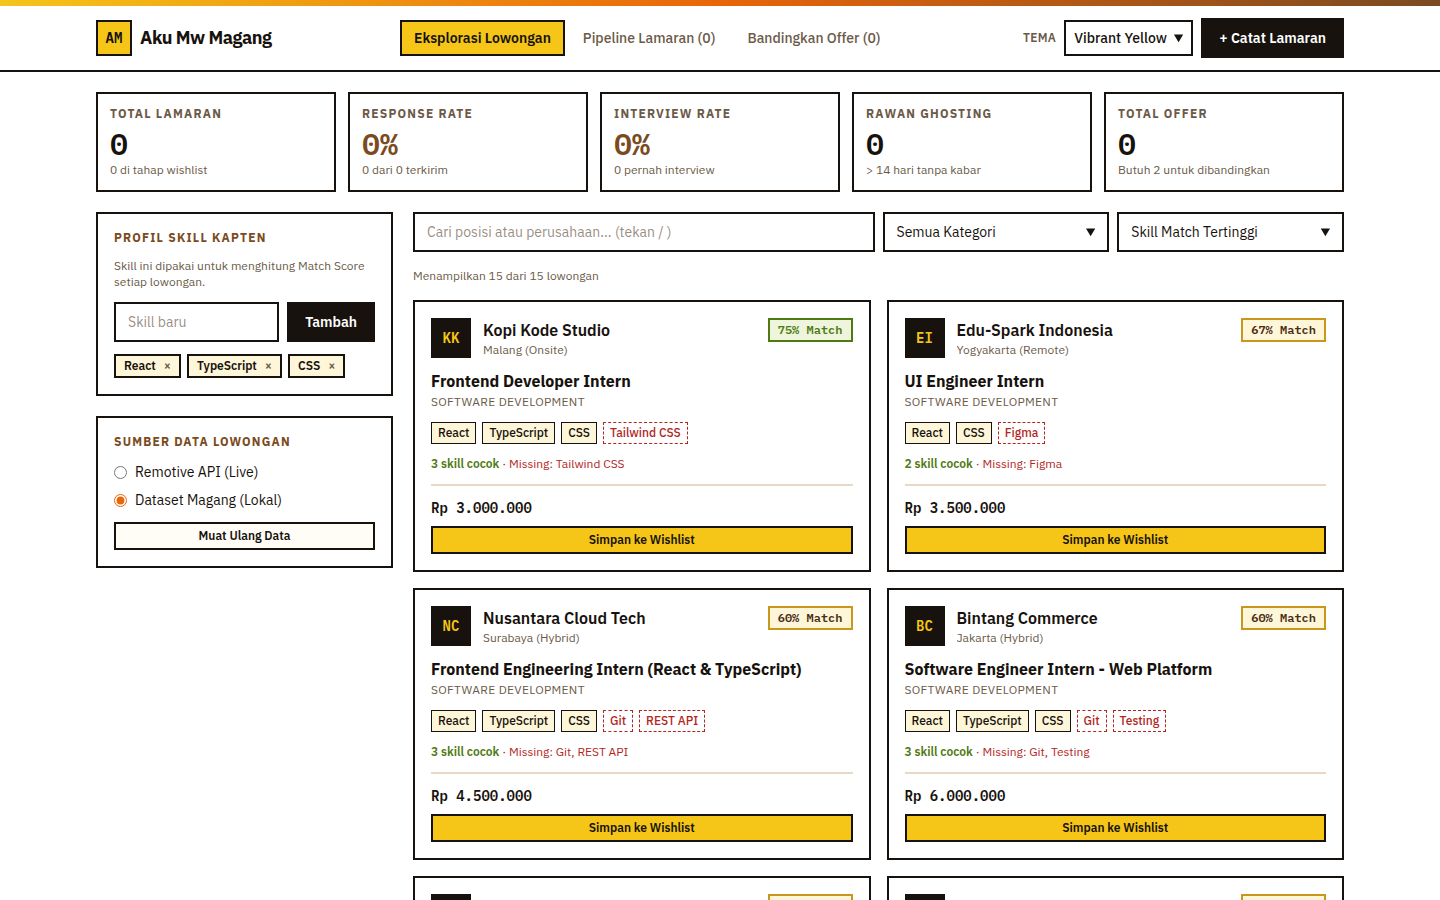 AM
Aku Mw Magang
Eksplorasi Lowongan
Pipeline Lamaran (0)
Bandingkan Offer (0)
TEMA
Vibrant Yellow
+ Catat Lamaran
TOTAL LAMARAN
0
0 di tahap wishlist
RESPONSE RATE
0%
0 dari 0 terkirim
INTERVIEW RATE
0%
0 pernah interview
RAWAN GHOSTING
0
> 14 hari tanpa kabar
TOTAL OFFER
0
Butuh 2 untuk dibandingkan
PROFIL SKILL KAPTEN
Skill ini dipakai untuk menghitung Match Score
setiap lowongan.
Skill baru
Tambah
React ×
TypeScript ×
CSS ×
SUMBER DATA LOWONGAN
Remotive API (Live)
Dataset Magang (Lokal)
Muat Ulang Data
Cari posisi atau perusahaan... (tekan / )
Semua Kategori
Skill Match Tertinggi
Menampilkan 15 dari 15 lowongan
KK
Kopi Kode Studio
Malang (Onsite)
75% Match
Frontend Developer Intern
SOFTWARE DEVELOPMENT
React TypeScript CSS Tailwind CSS
3 skill cocok · Missing: Tailwind CSS
Rp 3.000.000
Simpan ke Wishlist
EI
Edu-Spark Indonesia
Yogyakarta (Remote)
67% Match
UI Engineer Intern
SOFTWARE DEVELOPMENT
React CSS Figma
2 skill cocok · Missing: Figma
Rp 3.500.000
Simpan ke Wishlist
NC
Nusantara Cloud Tech
Surabaya (Hybrid)
60% Match
Frontend Engineering Intern (React & TypeScript)
SOFTWARE DEVELOPMENT
React TypeScript CSS Git REST API
3 skill cocok · Missing: Git, REST API
Rp 4.500.000
Simpan ke Wishlist
BC
Bintang Commerce
Jakarta (Hybrid)
60% Match
Software Engineer Intern - Web Platform
SOFTWARE DEVELOPMENT
React TypeScript CSS Git Testing
3 skill cocok · Missing: Git, Testing
Rp 6.000.000
Simpan ke Wishlist